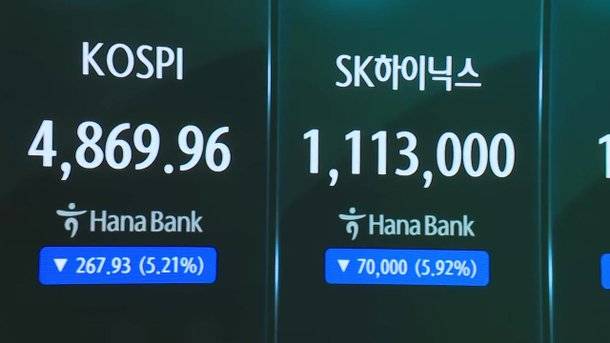 KOSPI
4,869.96
Hana Bank
▼ 267.93 (5.21%)
SK하이닉스
1,113,000
Hana Bank
▼ 70,000 (5.92%)